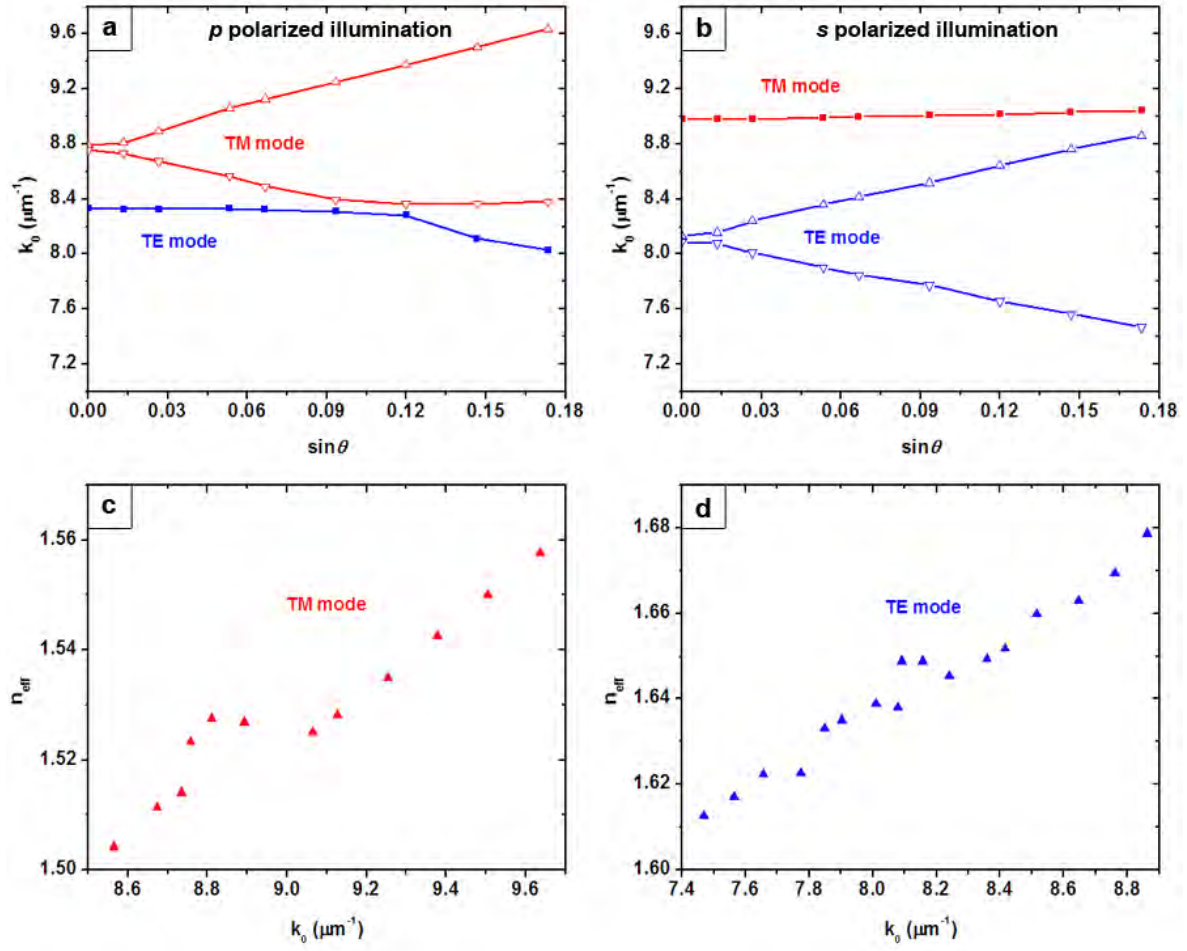 a
p polarized illumination
9.6
9.2
8.8
8.4
8.0
7.6
7.2
k₀ (μm⁻¹)
TM mode
TE mode
0.00 0.03 0.06 0.09 0.12 0.15 0.18
sinθ
b
s polarized illumination
9.6
9.2
8.8
8.4
8.0
7.6
7.2
k₀ (μm⁻¹)
TM mode
TE mode
0.00 0.03 0.06 0.09 0.12 0.15 0.18
sinθ
c
1.56
1.54
1.52
1.50
n_eff
TM mode
8.6 8.8 9.0 9.2 9.4 9.6
k₀ (μm⁻¹)
d
1.68
1.66
1.64
1.62
1.60
n_eff
TE mode
7.4 7.6 7.8 8.0 8.2 8.4 8.6 8.8
k₀ (μm⁻¹)